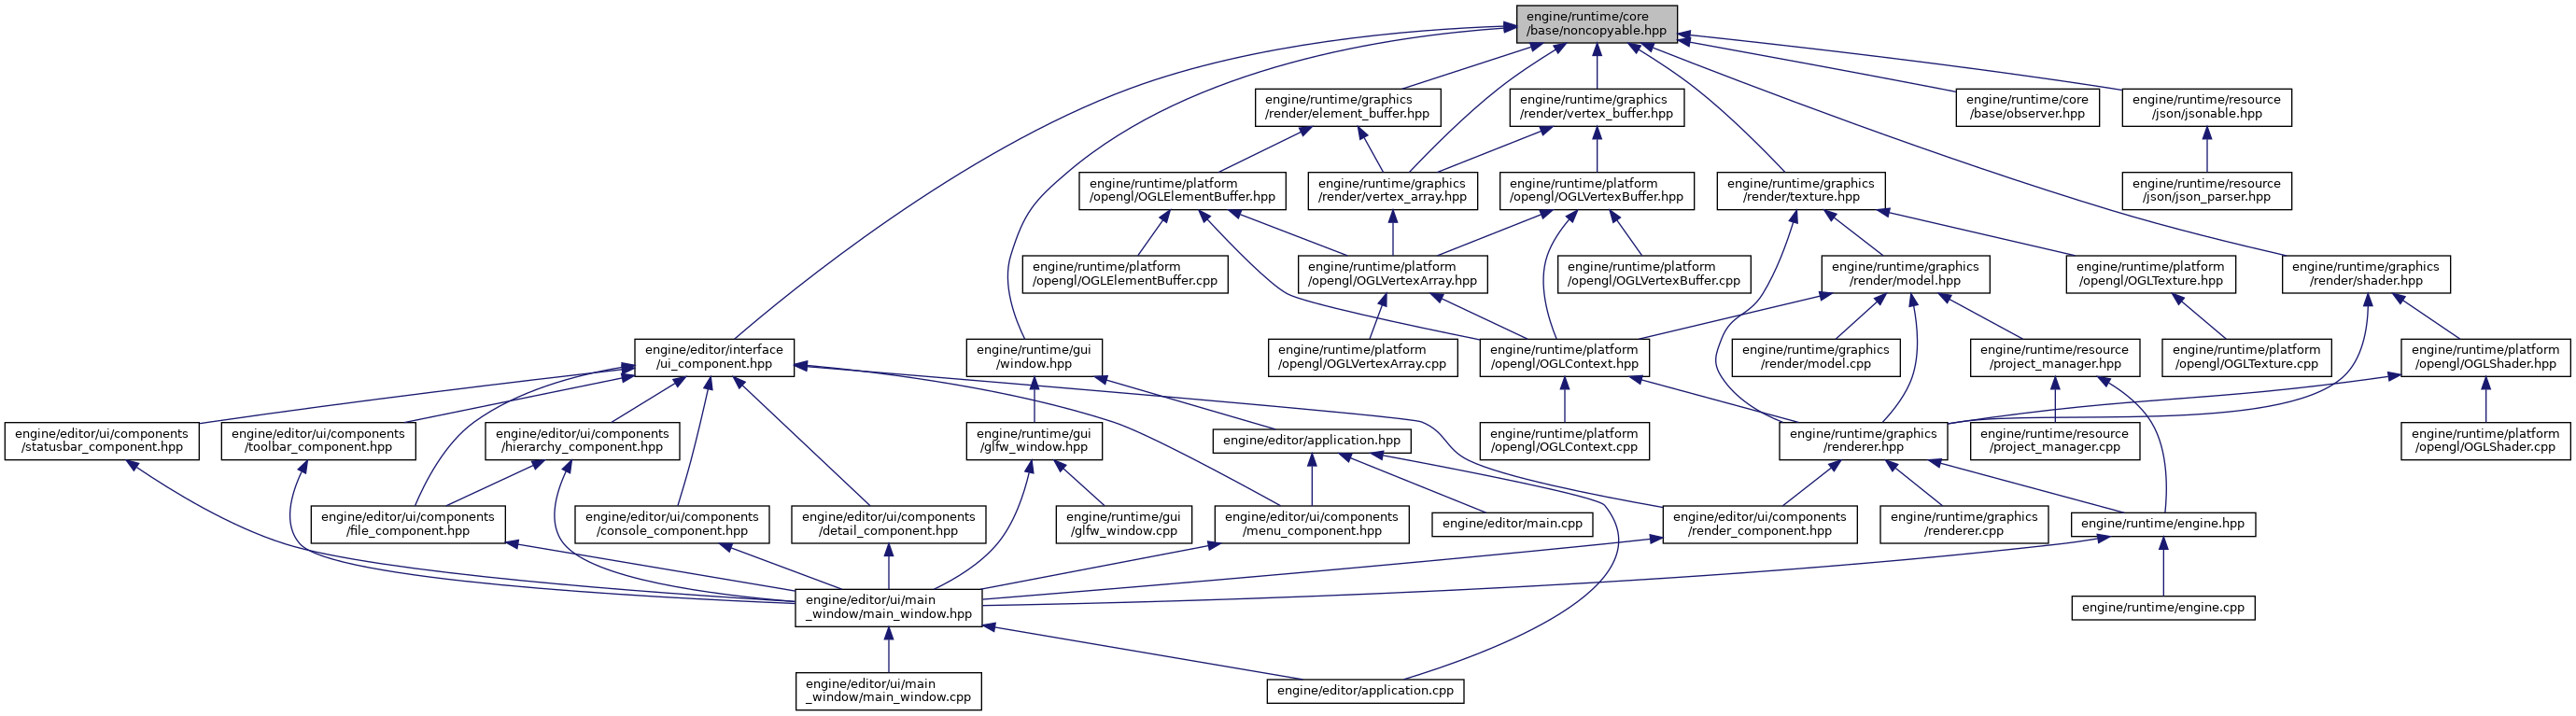 engine/runtime/core
/base/noncopyable.hpp
engine/runtime/graphics
/render/element_buffer.hpp
engine/runtime/graphics
/render/vertex_buffer.hpp
engine/runtime/core
/base/observer.hpp
engine/runtime/resource
/json/jsonable.hpp
engine/runtime/platform
/opengl/OGLElementBuffer.hpp
engine/runtime/graphics
/render/vertex_array.hpp
engine/runtime/platform
/opengl/OGLVertexBuffer.hpp
engine/runtime/graphics
/render/texture.hpp
engine/runtime/resource
/json/json_parser.hpp
engine/runtime/platform
/opengl/OGLElementBuffer.cpp
engine/runtime/platform
/opengl/OGLVertexArray.hpp
engine/runtime/platform
/opengl/OGLVertexBuffer.cpp
engine/runtime/graphics
/render/model.hpp
engine/runtime/platform
/opengl/OGLTexture.hpp
engine/runtime/graphics
/render/shader.hpp
engine/editor/interface
/ui_component.hpp
engine/runtime/gui
/window.hpp
engine/runtime/platform
/opengl/OGLVertexArray.cpp
engine/runtime/platform
/opengl/OGLContext.hpp
engine/runtime/graphics
/render/model.cpp
engine/runtime/resource
/project_manager.hpp
engine/runtime/platform
/opengl/OGLTexture.cpp
engine/runtime/platform
/opengl/OGLShader.hpp
engine/editor/ui/components
/statusbar_component.hpp
engine/editor/ui/components
/toolbar_component.hpp
engine/editor/ui/components
/hierarchy_component.hpp
engine/runtime/gui
/glfw_window.hpp
engine/editor/application.hpp
engine/runtime/platform
/opengl/OGLContext.cpp
engine/runtime/graphics
/renderer.hpp
engine/runtime/resource
/project_manager.cpp
engine/runtime/platform
/opengl/OGLShader.cpp
engine/editor/ui/components
/file_component.hpp
engine/editor/ui/components
/console_component.hpp
engine/editor/ui/components
/detail_component.hpp
engine/runtime/gui
/glfw_window.cpp
engine/editor/ui/components
/menu_component.hpp
engine/editor/main.cpp
engine/editor/ui/components
/render_component.hpp
engine/runtime/graphics
/renderer.cpp
engine/runtime/engine.hpp
engine/editor/ui/main
_window/main_window.hpp
engine/runtime/engine.cpp
engine/editor/ui/main
_window/main_window.cpp
engine/editor/application.cpp